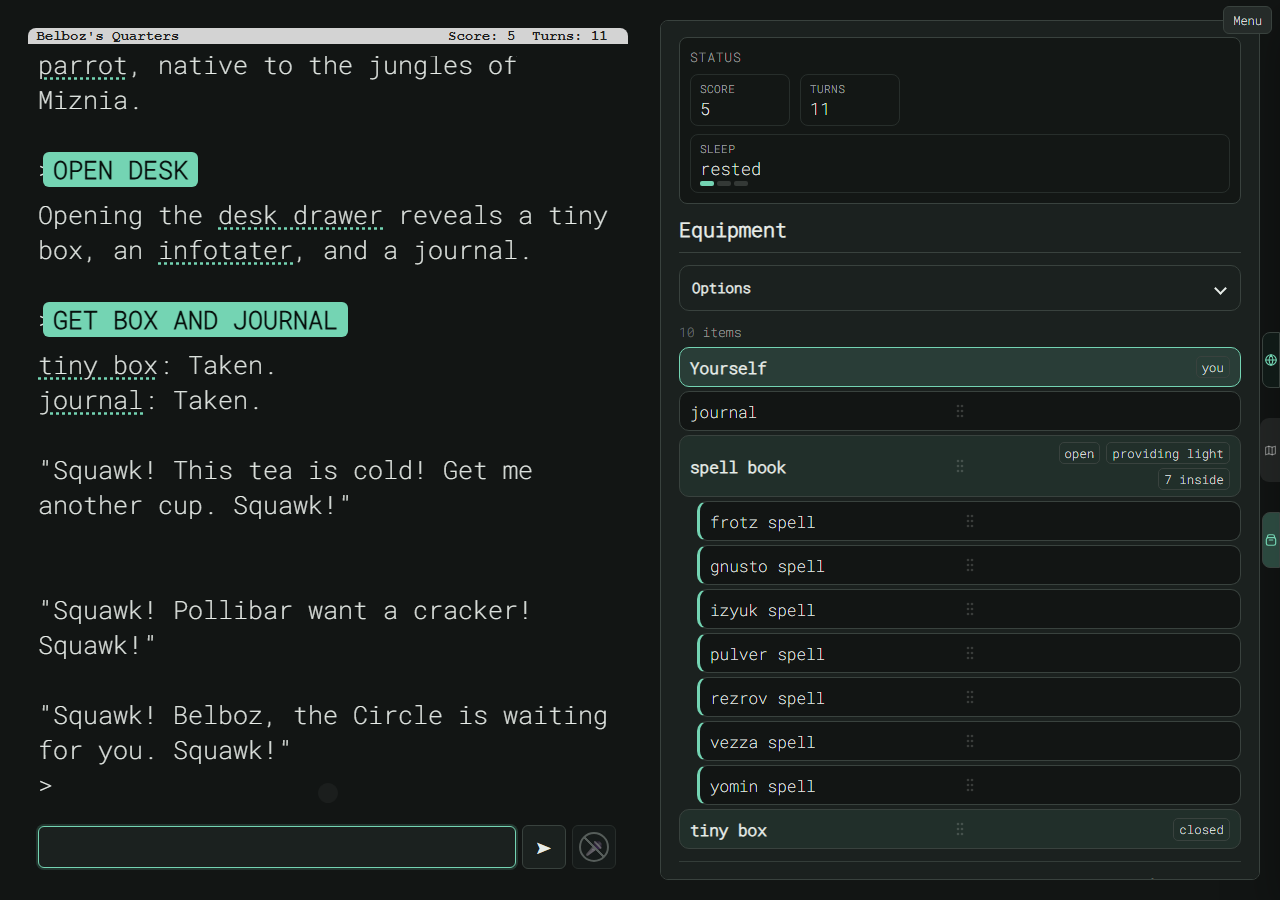 Belboz's Quarters Score: 5 Turns: 11
parrot, native to the jungles of
Miznia.
>OPEN DESK
Opening the desk drawer reveals a tiny
box, an infotater, and a journal.
>GET BOX AND JOURNAL
tiny box: Taken.
journal: Taken.
"Squawk! This tea is cold! Get me
another cup. Squawk!"
"Squawk! Pollibar want a cracker!
Squawk!"
"Squawk! Belboz, the Circle is waiting
for you. Squawk!"
>
Menu
STATUS
SCORE
5
TURNS
11
SLEEP
rested
Equipment
Options
10 items
Yourself you
journal
spell book open providing light
7 inside
frotz spell
gnusto spell
izyuk spell
pulver spell
rezrov spell
vezza spell
yomin spell
tiny box closed